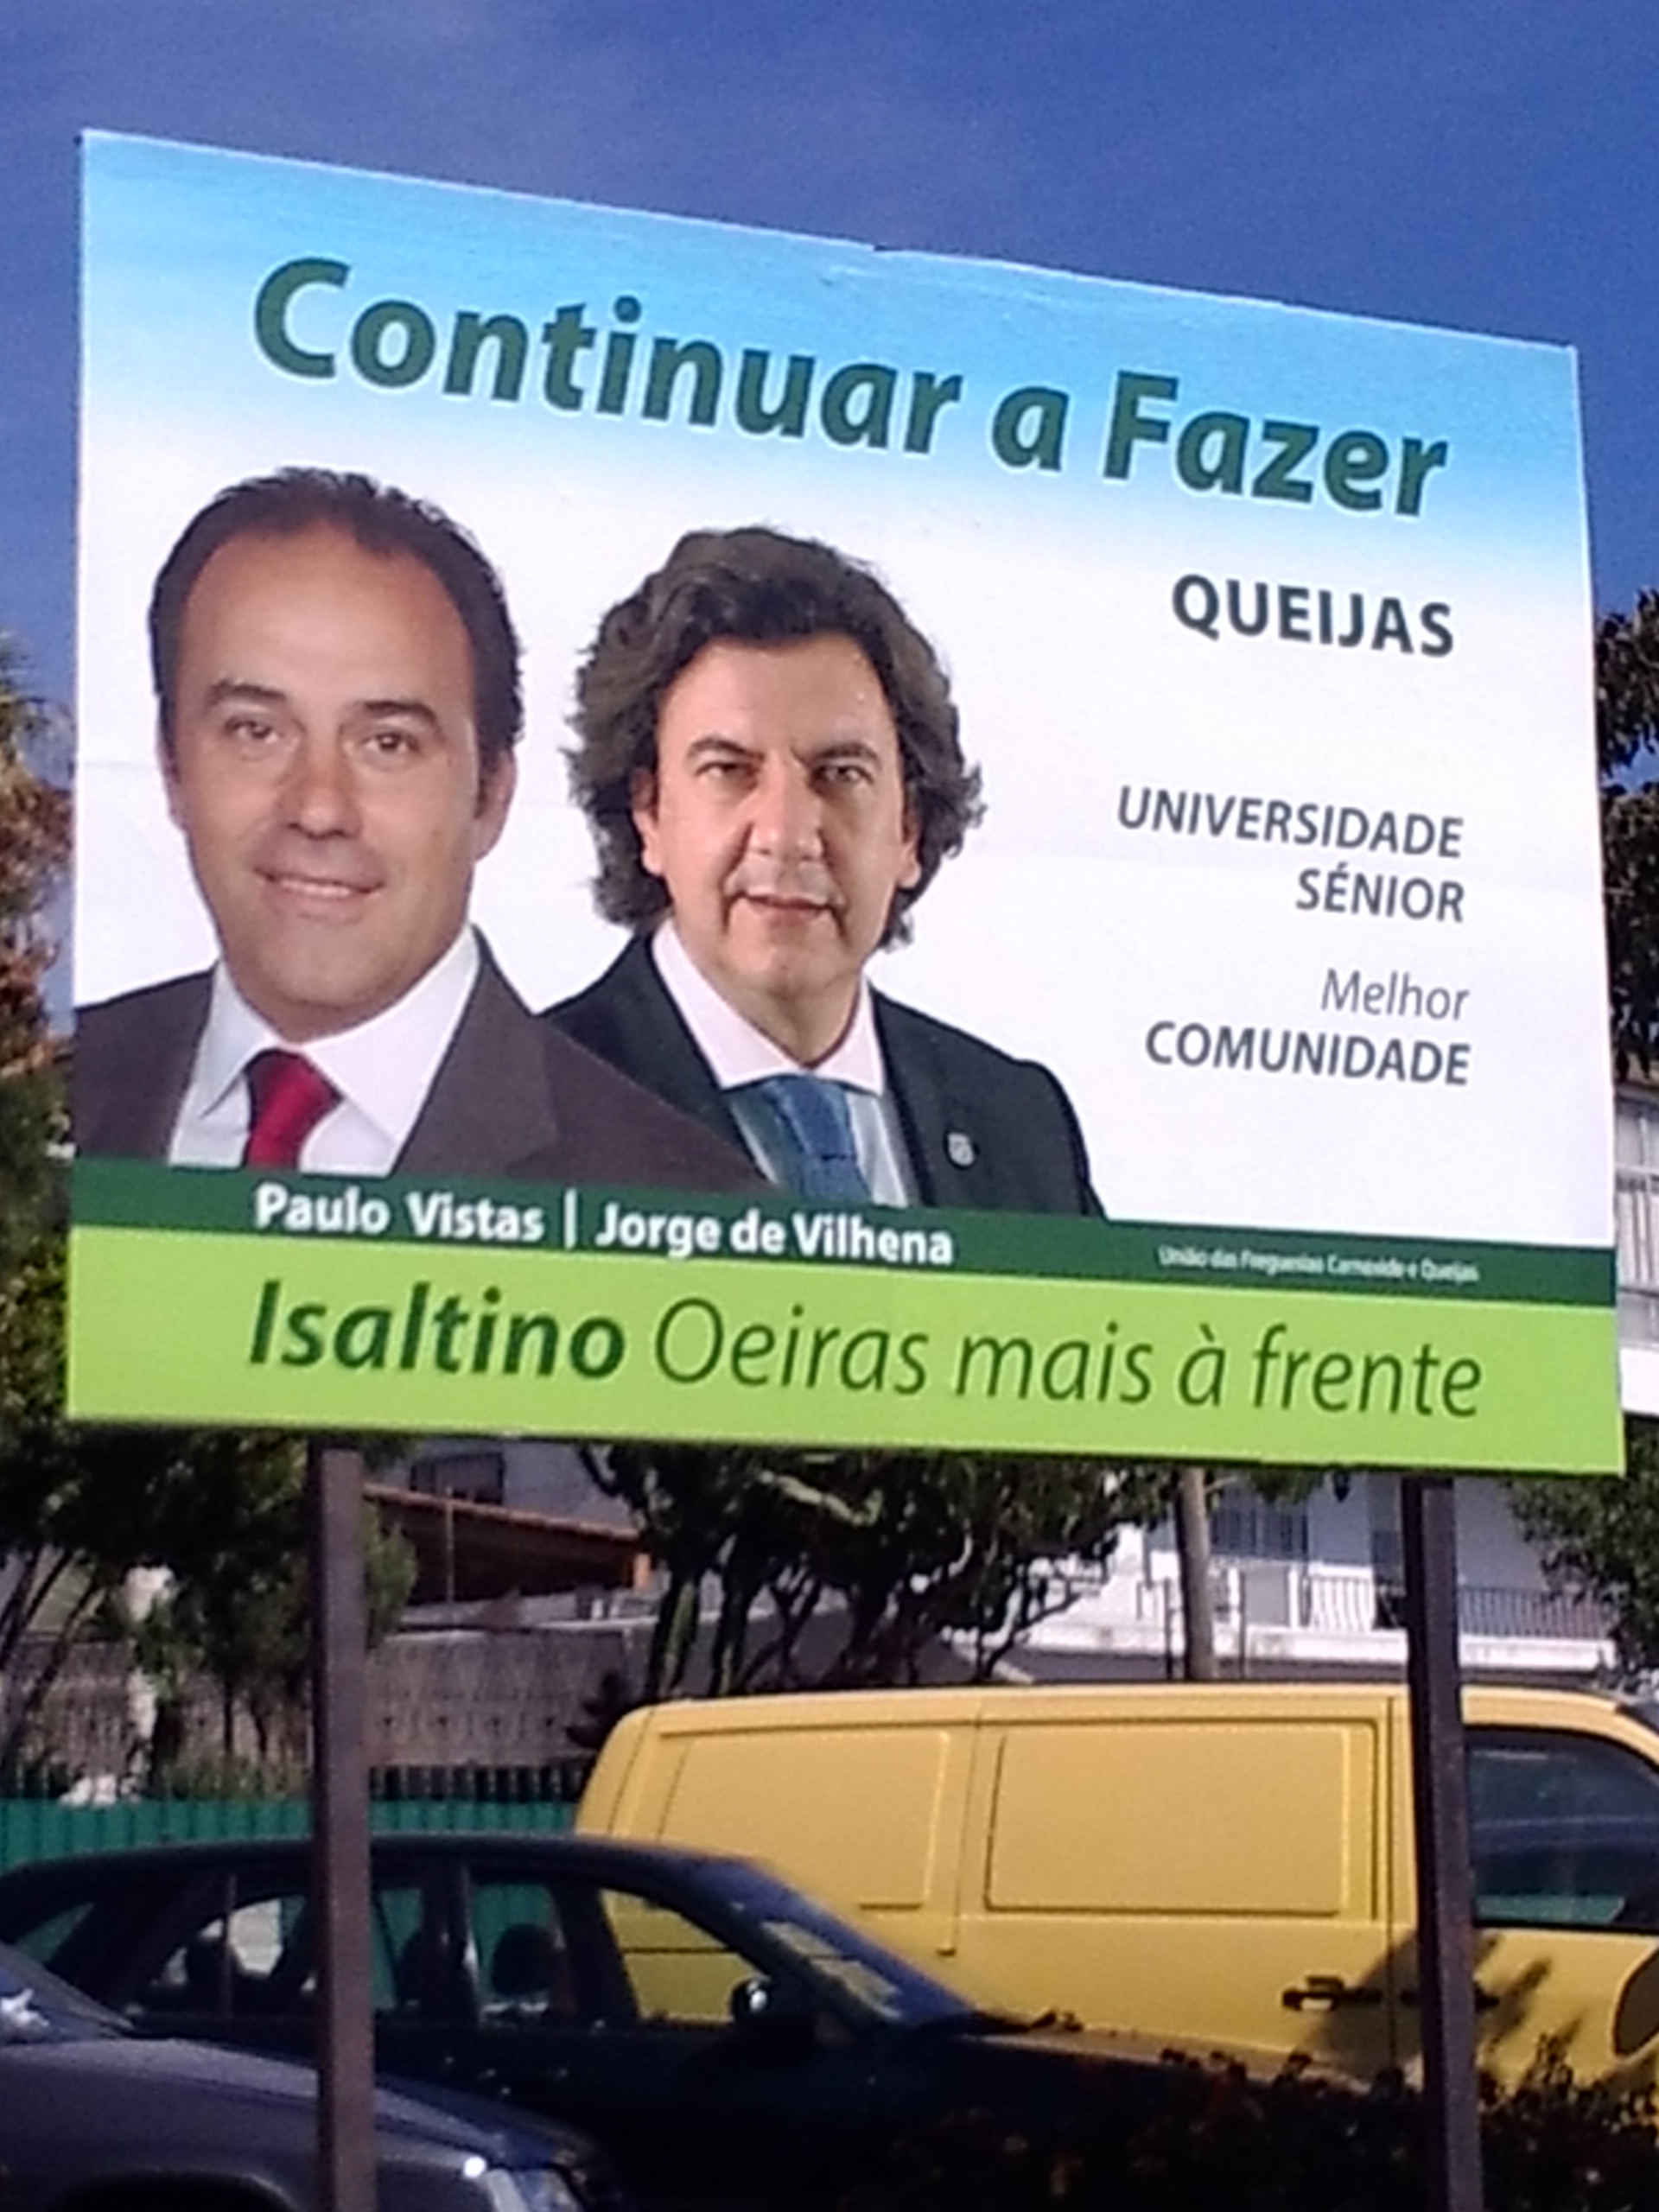 Continuar a Fazer
QUEIJAS
UNIVERSIDADE
SÉNIOR
Melhor
COMUNIDADE
Paulo Vistas | Jorge de Vilhena
União das Freguesias Carnaxide e Queijas
Isaltino Oeiras mais à frente